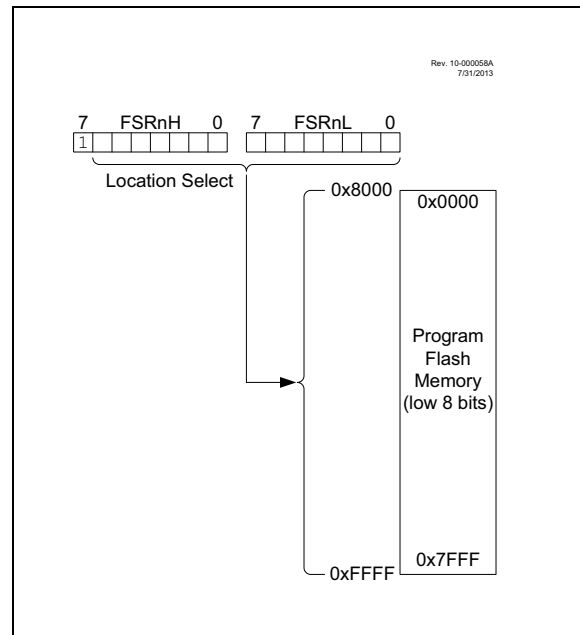 Rev. 10-000058A
7/31/2013
7 FSRnH 0 7 FSRnL 0
1
Location Select
0x8000
0x0000
Program
Flash
Memory
(low 8 bits)
0x7FFF
0xFFFF